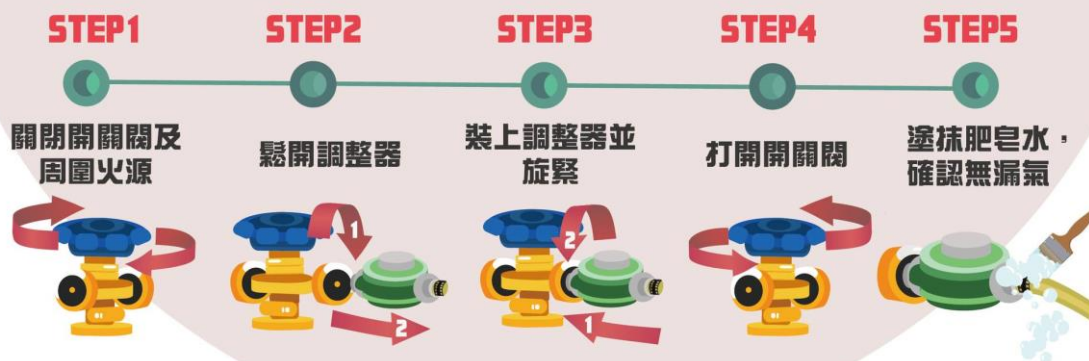 STEP1
STEP2
STEP3
STEP4
STEP5
關閉開關閥及
周圍火源
鬆開調整器
裝上調整器並
旋緊
打開開關閥
塗抹肥皂水，
確認無漏氣
1
2
2
1